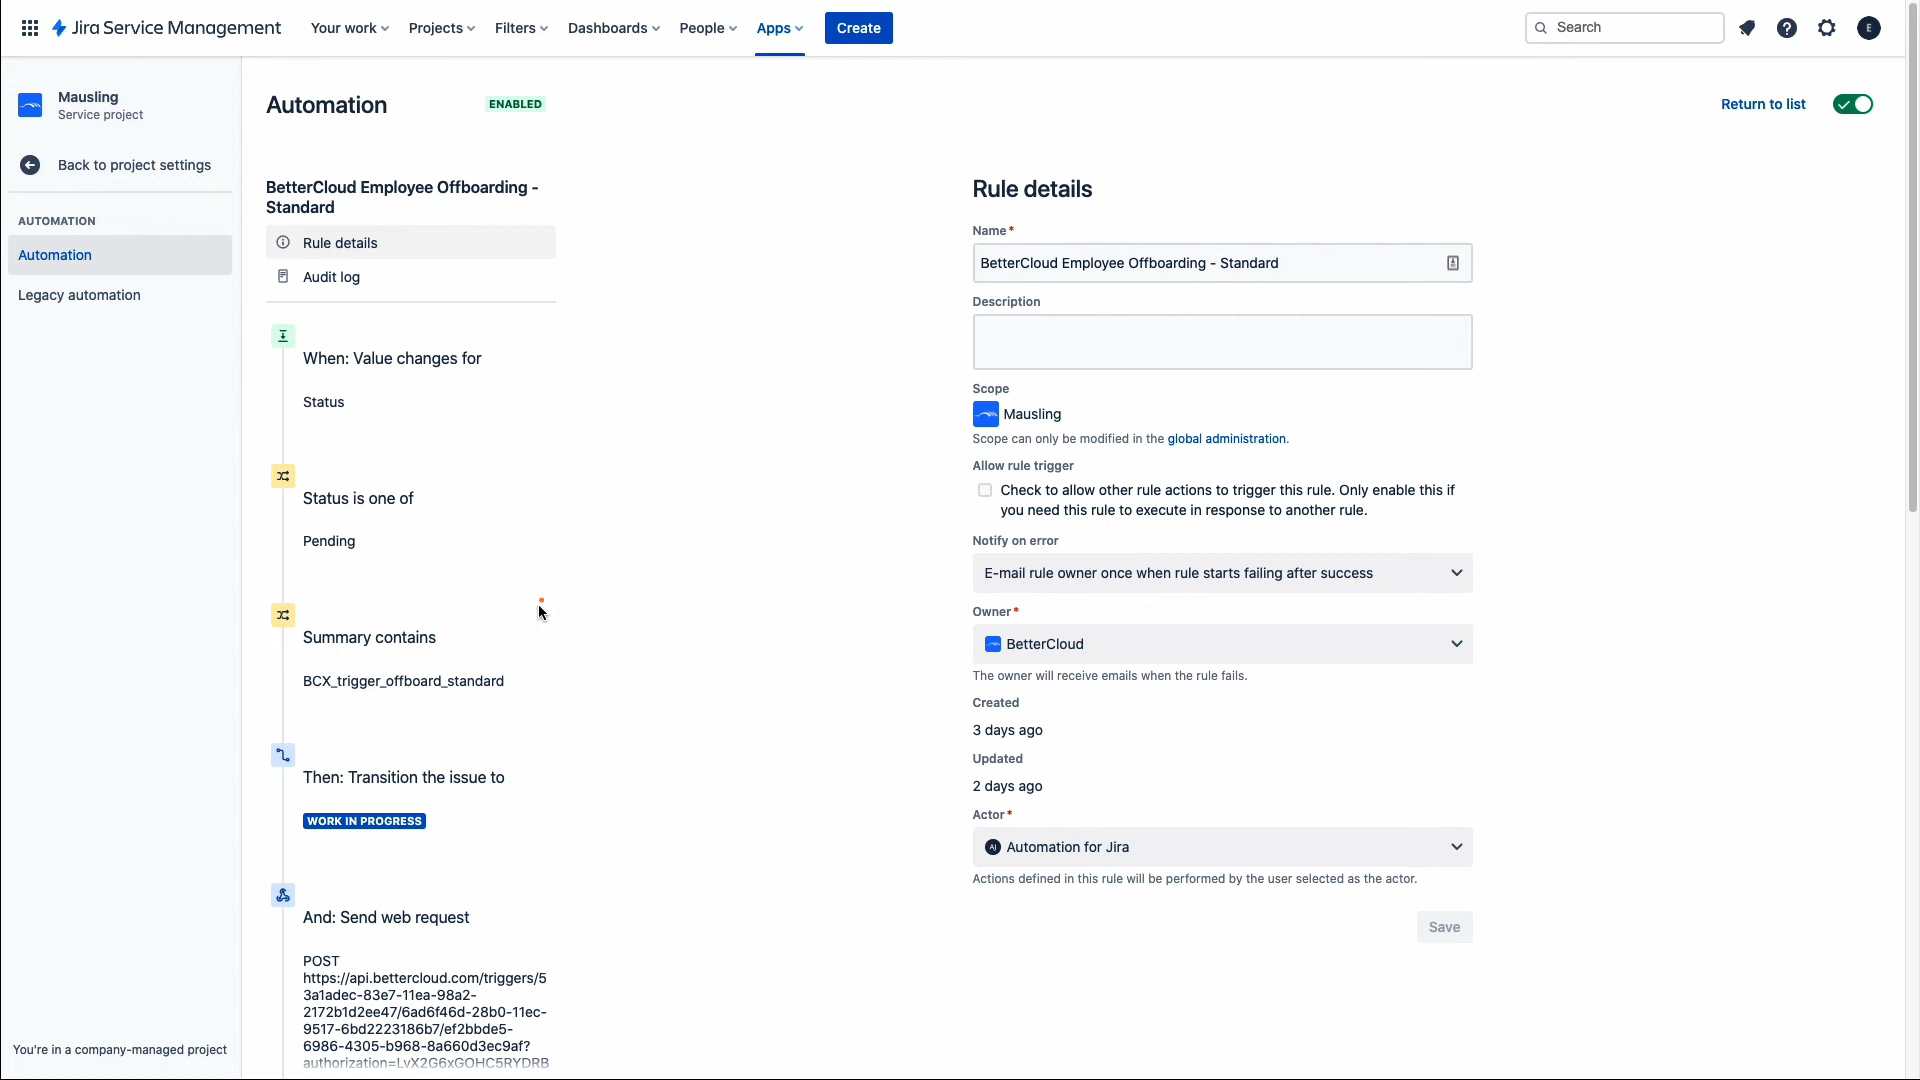 Jira Service Management
Your work
Projects
Filters
Dashboards
People
Apps
Create
Search
E
Mausling
Service project
Back to project settings
AUTOMATION
Automation
Legacy automation
You're in a company-managed project
Automation
ENABLED
Return to list
BetterCloud Employee Offboarding -
Standard
Rule details
Audit log
When: Value changes for
Status
Status is one of
Pending
Summary contains
BCX_trigger_offboard_standard
Then: Transition the issue to
WORK IN PROGRESS
And: Send web request
POST
https://api.bettercloud.com/triggers/5
3a1adec-83e7-11ea-98a2-
2172b1d2ee47/6ad6f46d-28b0-11ec-
9517-6bd2223186b7/ef2bbde5-
6986-4305-b968-8a660d3ec9af?
authorization=LvX2G6xGOHC5RYDRB
Rule details
Name*
BetterCloud Employee Offboarding - Standard
Description
Scope
Mausling
Scope can only be modified in the global administration.
Allow rule trigger
Check to allow other rule actions to trigger this rule. Only enable this if
you need this rule to execute in response to another rule.
Notify on error
E-mail rule owner once when rule starts failing after success
Owner*
BetterCloud
The owner will receive emails when the rule fails.
Created
3 days ago
Updated
2 days ago
Actor*
AJ Automation for Jira
Actions defined in this rule will be performed by the user selected as the actor.
Save